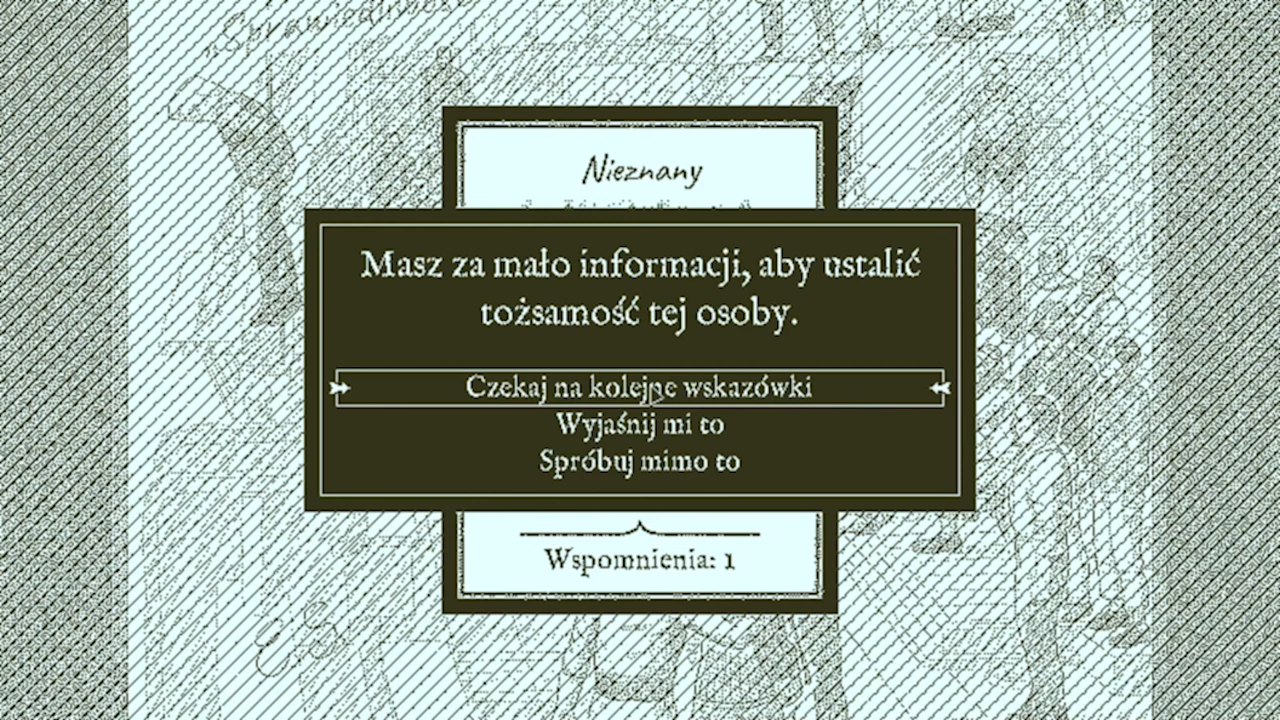 „Sprawiedliwość
Nieznany
Masz za mało informacji, aby ustalić
tożsamość tej osoby.
Czekaj na kolejne wskazówki
Wyjaśnij mi to
Spróbuj mimo to
Wspomnienia: 1